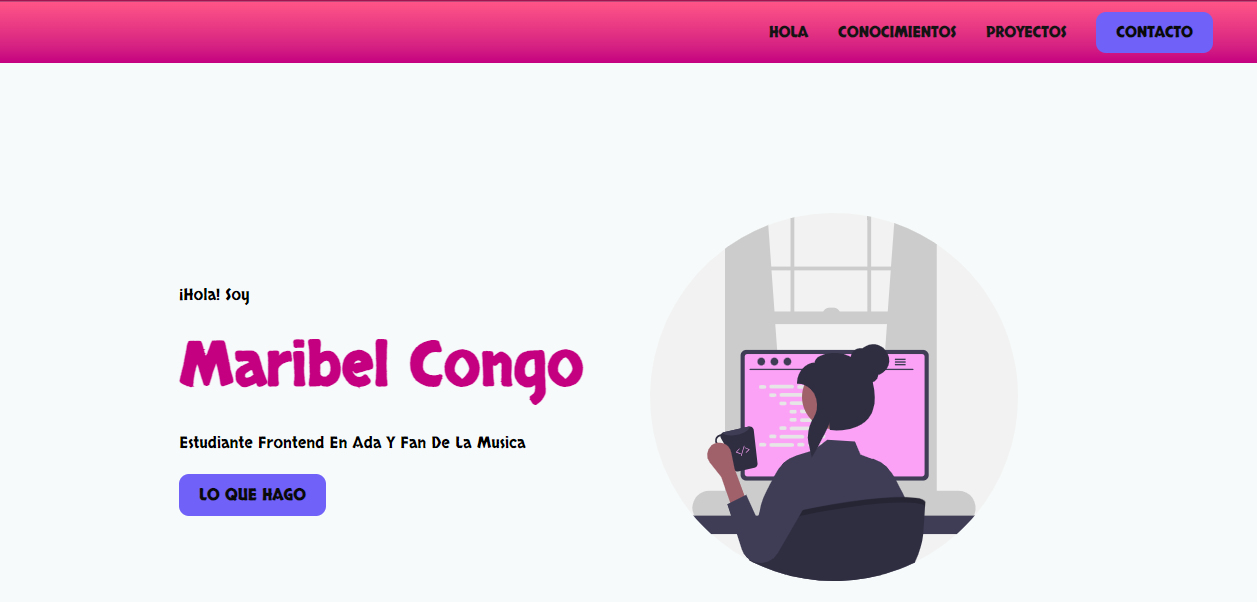 HOLA CONOCIMIENTOS PROYECTOS CONTACTO
¡Hola! Soy
Maribel Congo
Estudiante Frontend En Ada Y Fan De La Musica
LO QUE HAGO
</>